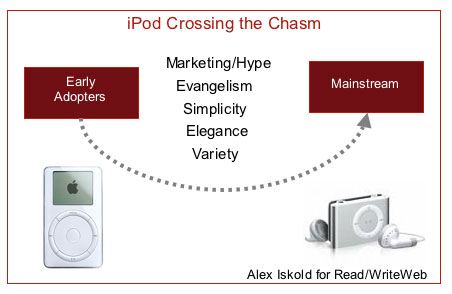 iPod Crossing the Chasm
Early
Adopters
Marketing/Hype
Evangelism
Simplicity
Elegance
Variety
Mainstream
Alex Iskold for Read/WriteWeb